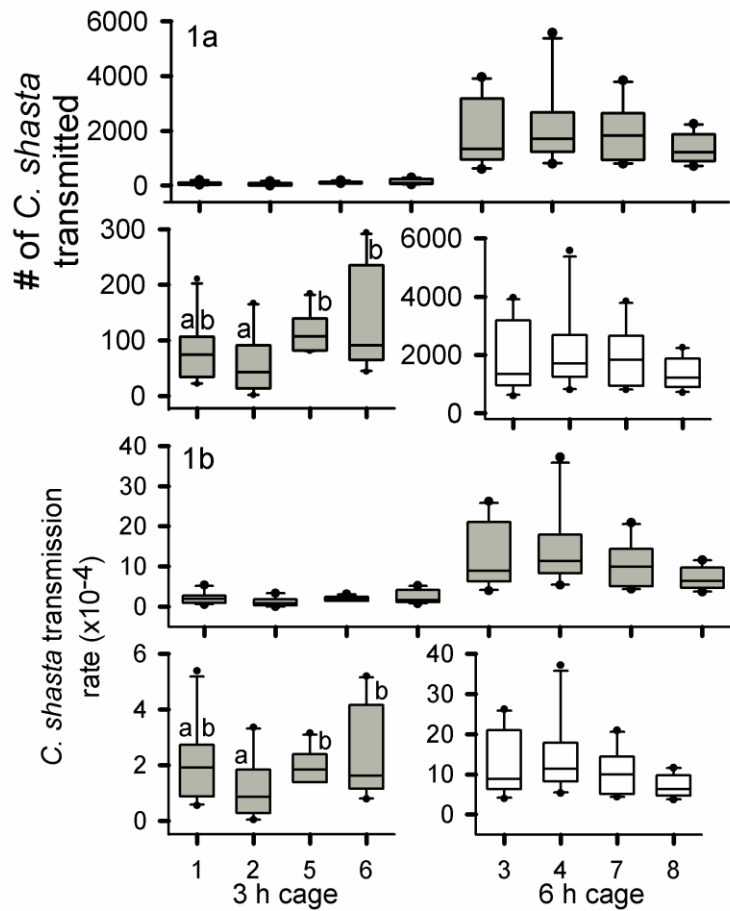 1a
# of C. shasta
transmitted
6000
4000
2000
0
300
200
100
0
a b
a
b
b
6000
4000
2000
0
1b
C. shasta transmission
rate (x10-4)
40
30
20
10
0
6
4
2
0
a b
a
b
b
40
30
20
10
0
1 2 5 6
3 h cage
3 4 7 8
6 h cage